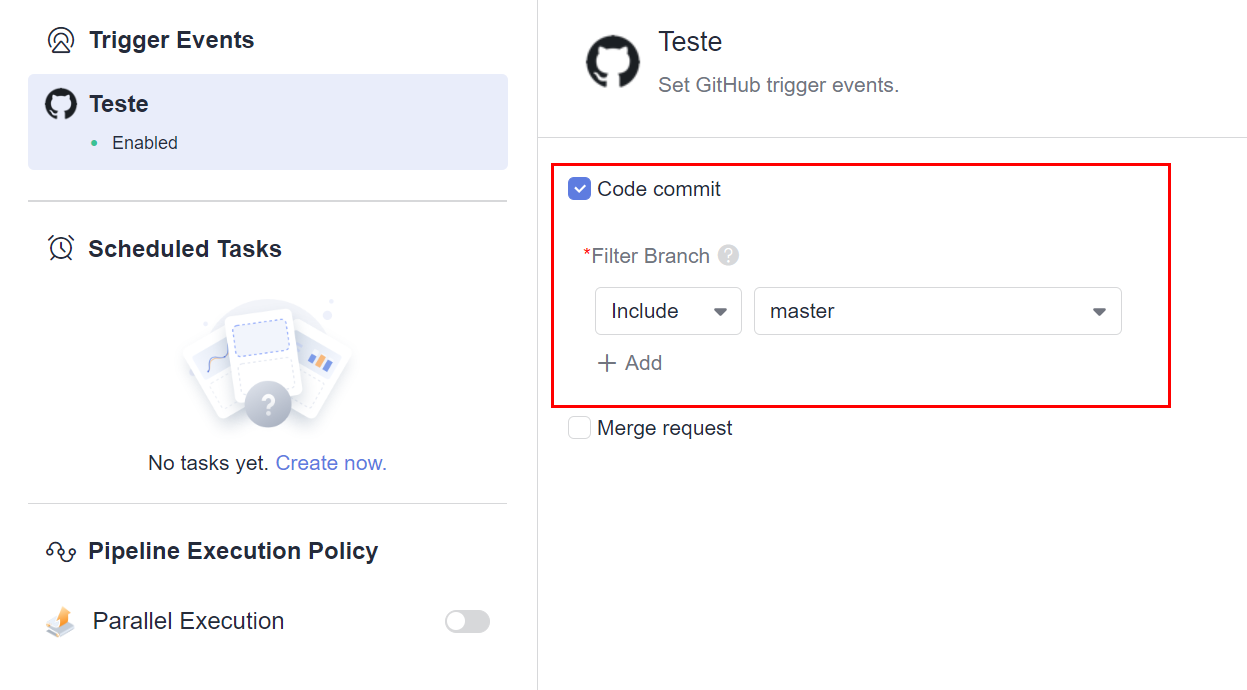 Trigger Events
Teste
Enabled
Scheduled Tasks
?
No tasks yet. Create now.
Pipeline Execution Policy
Parallel Execution
Teste
Set GitHub trigger events.
Code commit
*Filter Branch ?
Include master
+ Add
Merge request